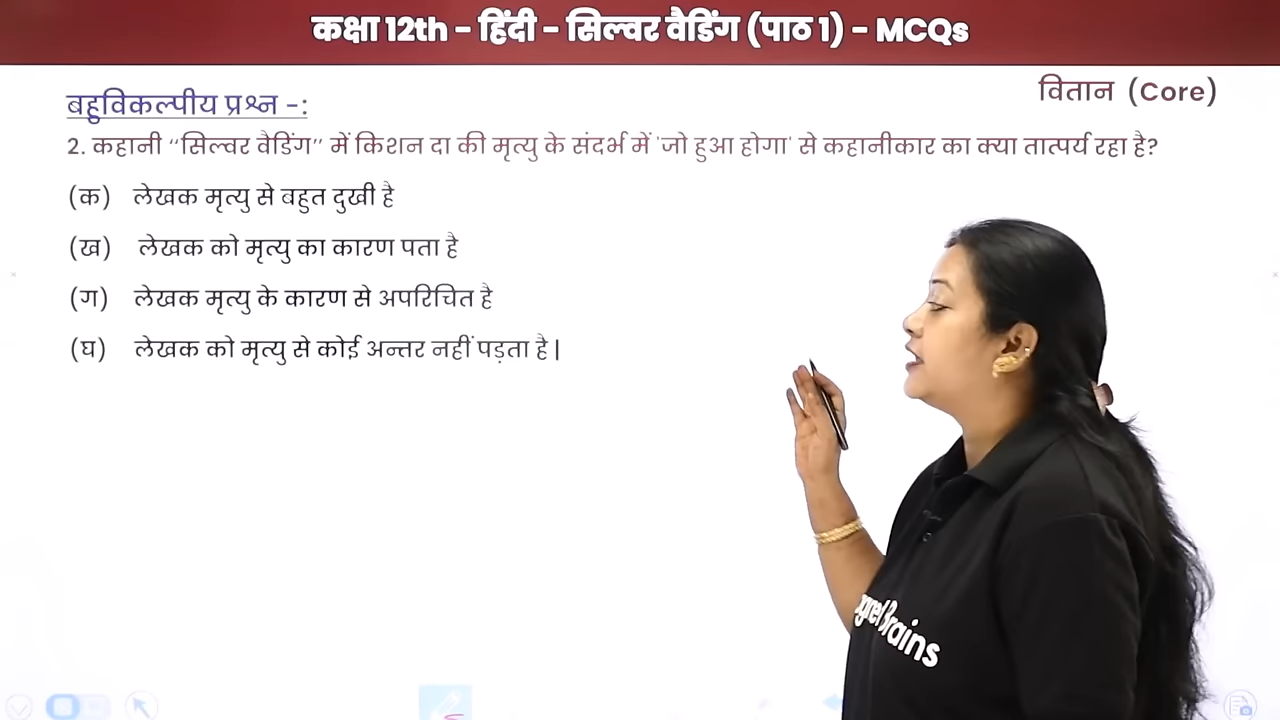 कक्षा 12th - हिंदी - सिल्वर वैडिंग (पाठ 1) - MCQs
वितान (Core)
बहुविकल्पीय प्रश्न -:
2. कहानी “सिल्वर वैडिंग” में किशन दा की मृत्यु के संदर्भ में 'जो हुआ होगा' से कहानीकार का क्या तात्पर्य रहा है?
(क) लेखक मृत्यु से बहुत दुखी है
(ख) लेखक को मृत्यु का कारण पता है
(ग) लेखक मृत्यु के कारण से अपरिचित है
(घ) लेखक को मृत्यु से कोई अन्तर नहीं पड़ता है |